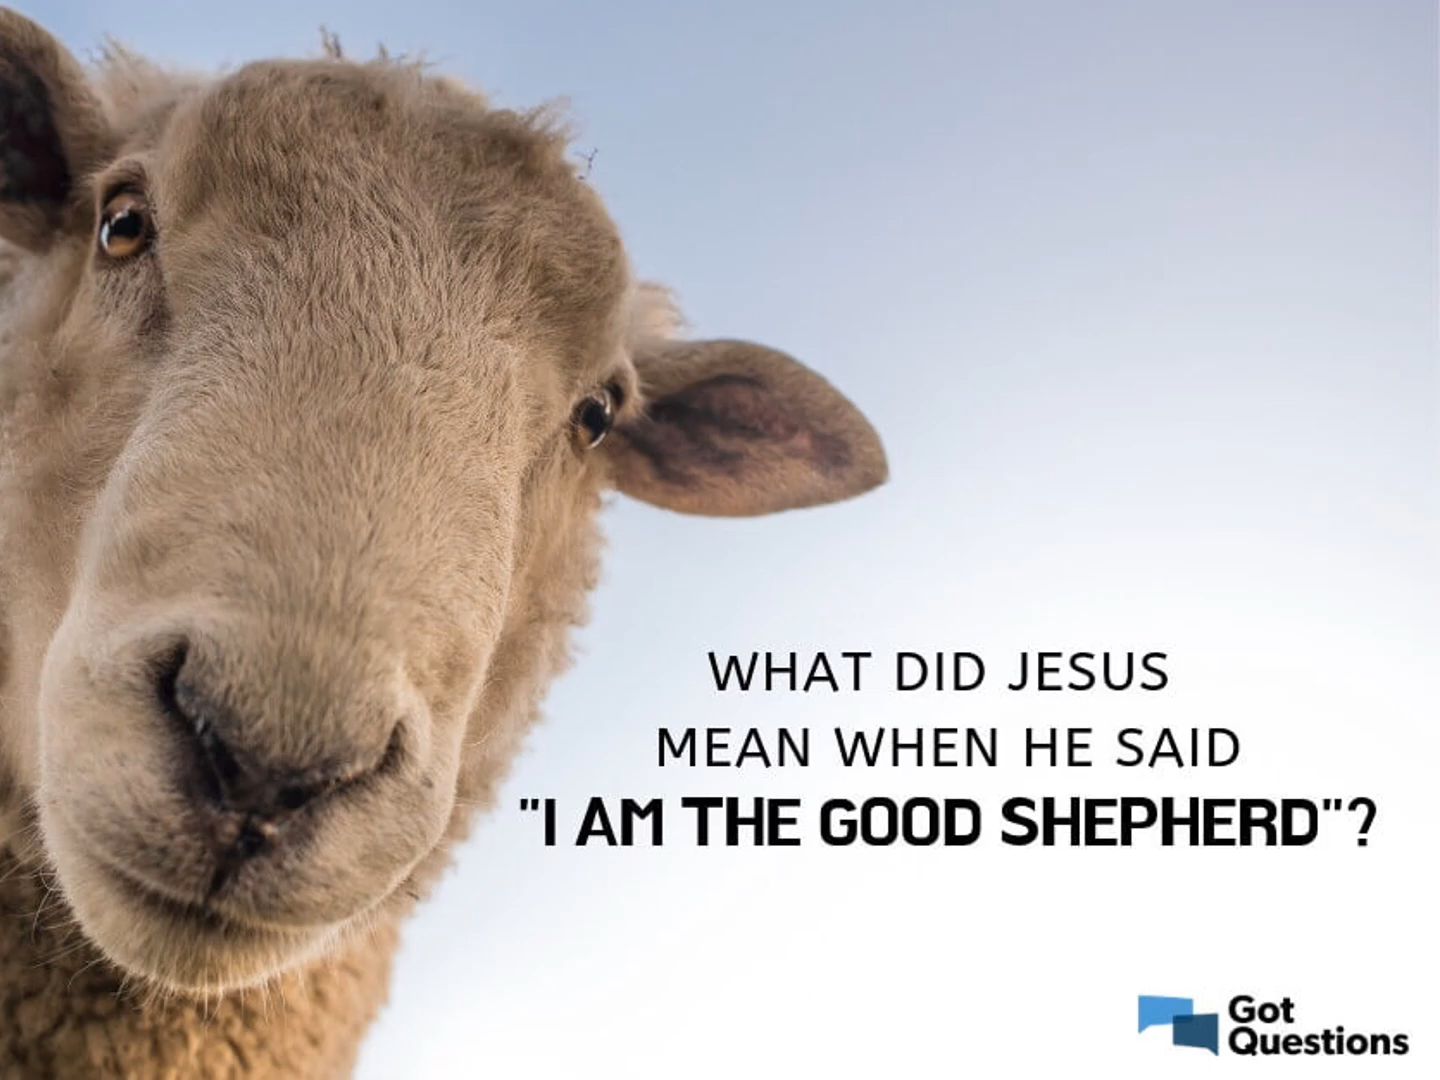 WHAT DID JESUS
MEAN WHEN HE SAID
"I AM THE GOOD SHEPHERD"?
Got
Questions